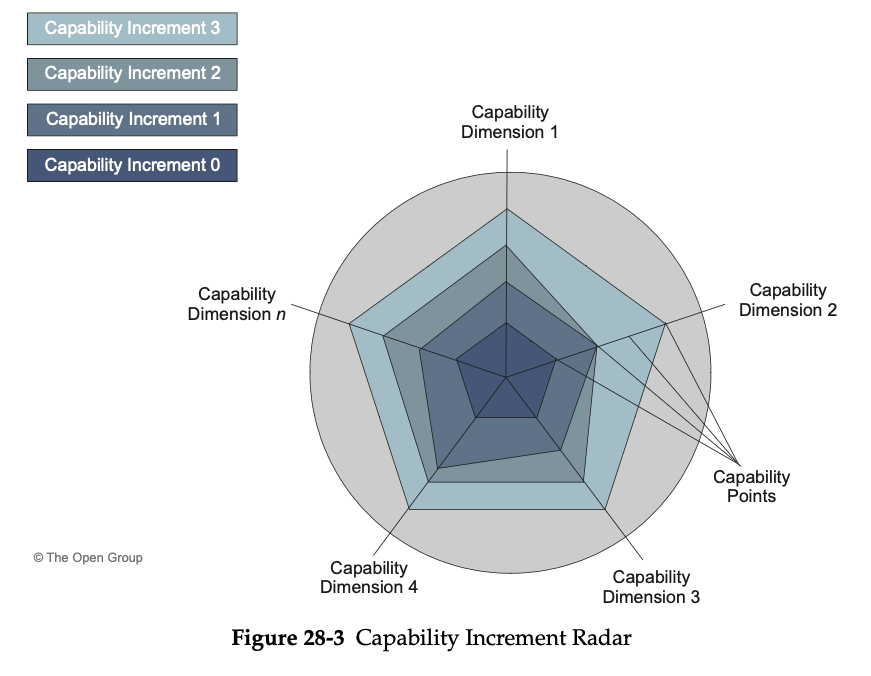 Capability Increment 3
Capability Increment 2
Capability Increment 1
Capability Increment 0
Capability
Dimension 1
Capability
Dimension n
Capability
Dimension 2
Capability
Points
Capability
Dimension 4
Capability
Dimension 3
© The Open Group
Figure 28-3 Capability Increment Radar